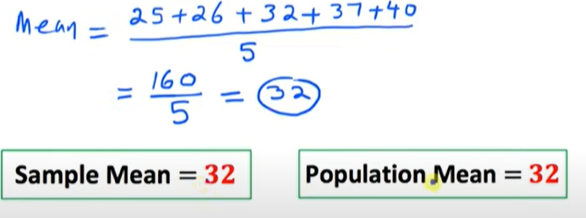 Mean = 25+26+32+37+40 / 5
= 160 / 5 = 32
Sample Mean = 32
Population Mean = 32